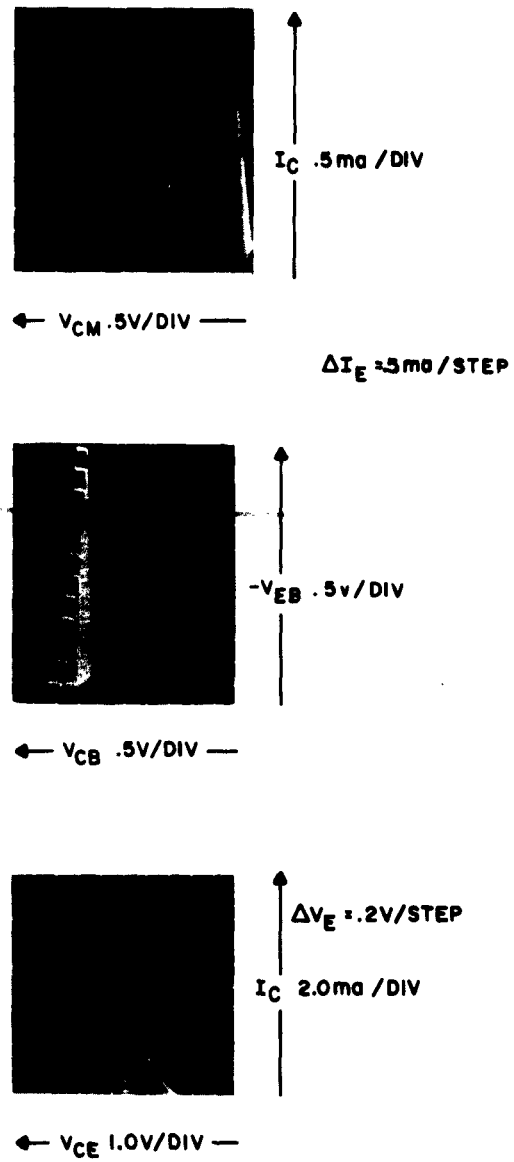 I_C .5ma / DIV
← V_CM .5V/DIV —
ΔI_E =.5ma / STEP
-V_EB .5v/DIV
← V_CB .5V/DIV —
ΔV_E = .2V/STEP
I_C 2.0ma / DIV
← V_CE 1.0V/DIV —